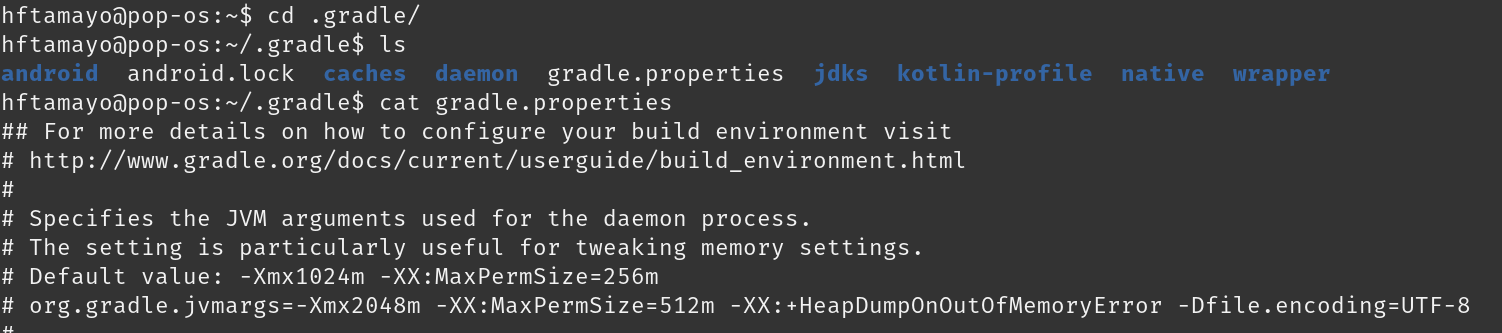 hftamayo@pop-os:~$ cd .gradle/
hftamayo@pop-os:~/.gradle$ ls
android  android.lock  caches  daemon  gradle.properties  jdks  kotlin-profile  native  wrapper
hftamayo@pop-os:~/.gradle$ cat gradle.properties
## For more details on how to configure your build environment visit
# http://www.gradle.org/docs/current/userguide/build_environment.html
#
# Specifies the JVM arguments used for the daemon process.
# The setting is particularly useful for tweaking memory settings.
# Default value: -Xmx1024m -XX:MaxPermSize=256m
# org.gradle.jvmargs=-Xmx2048m -XX:MaxPermSize=512m -XX:+HeapDumpOnOutOfMemoryError -Dfile.encoding=UTF-8
#